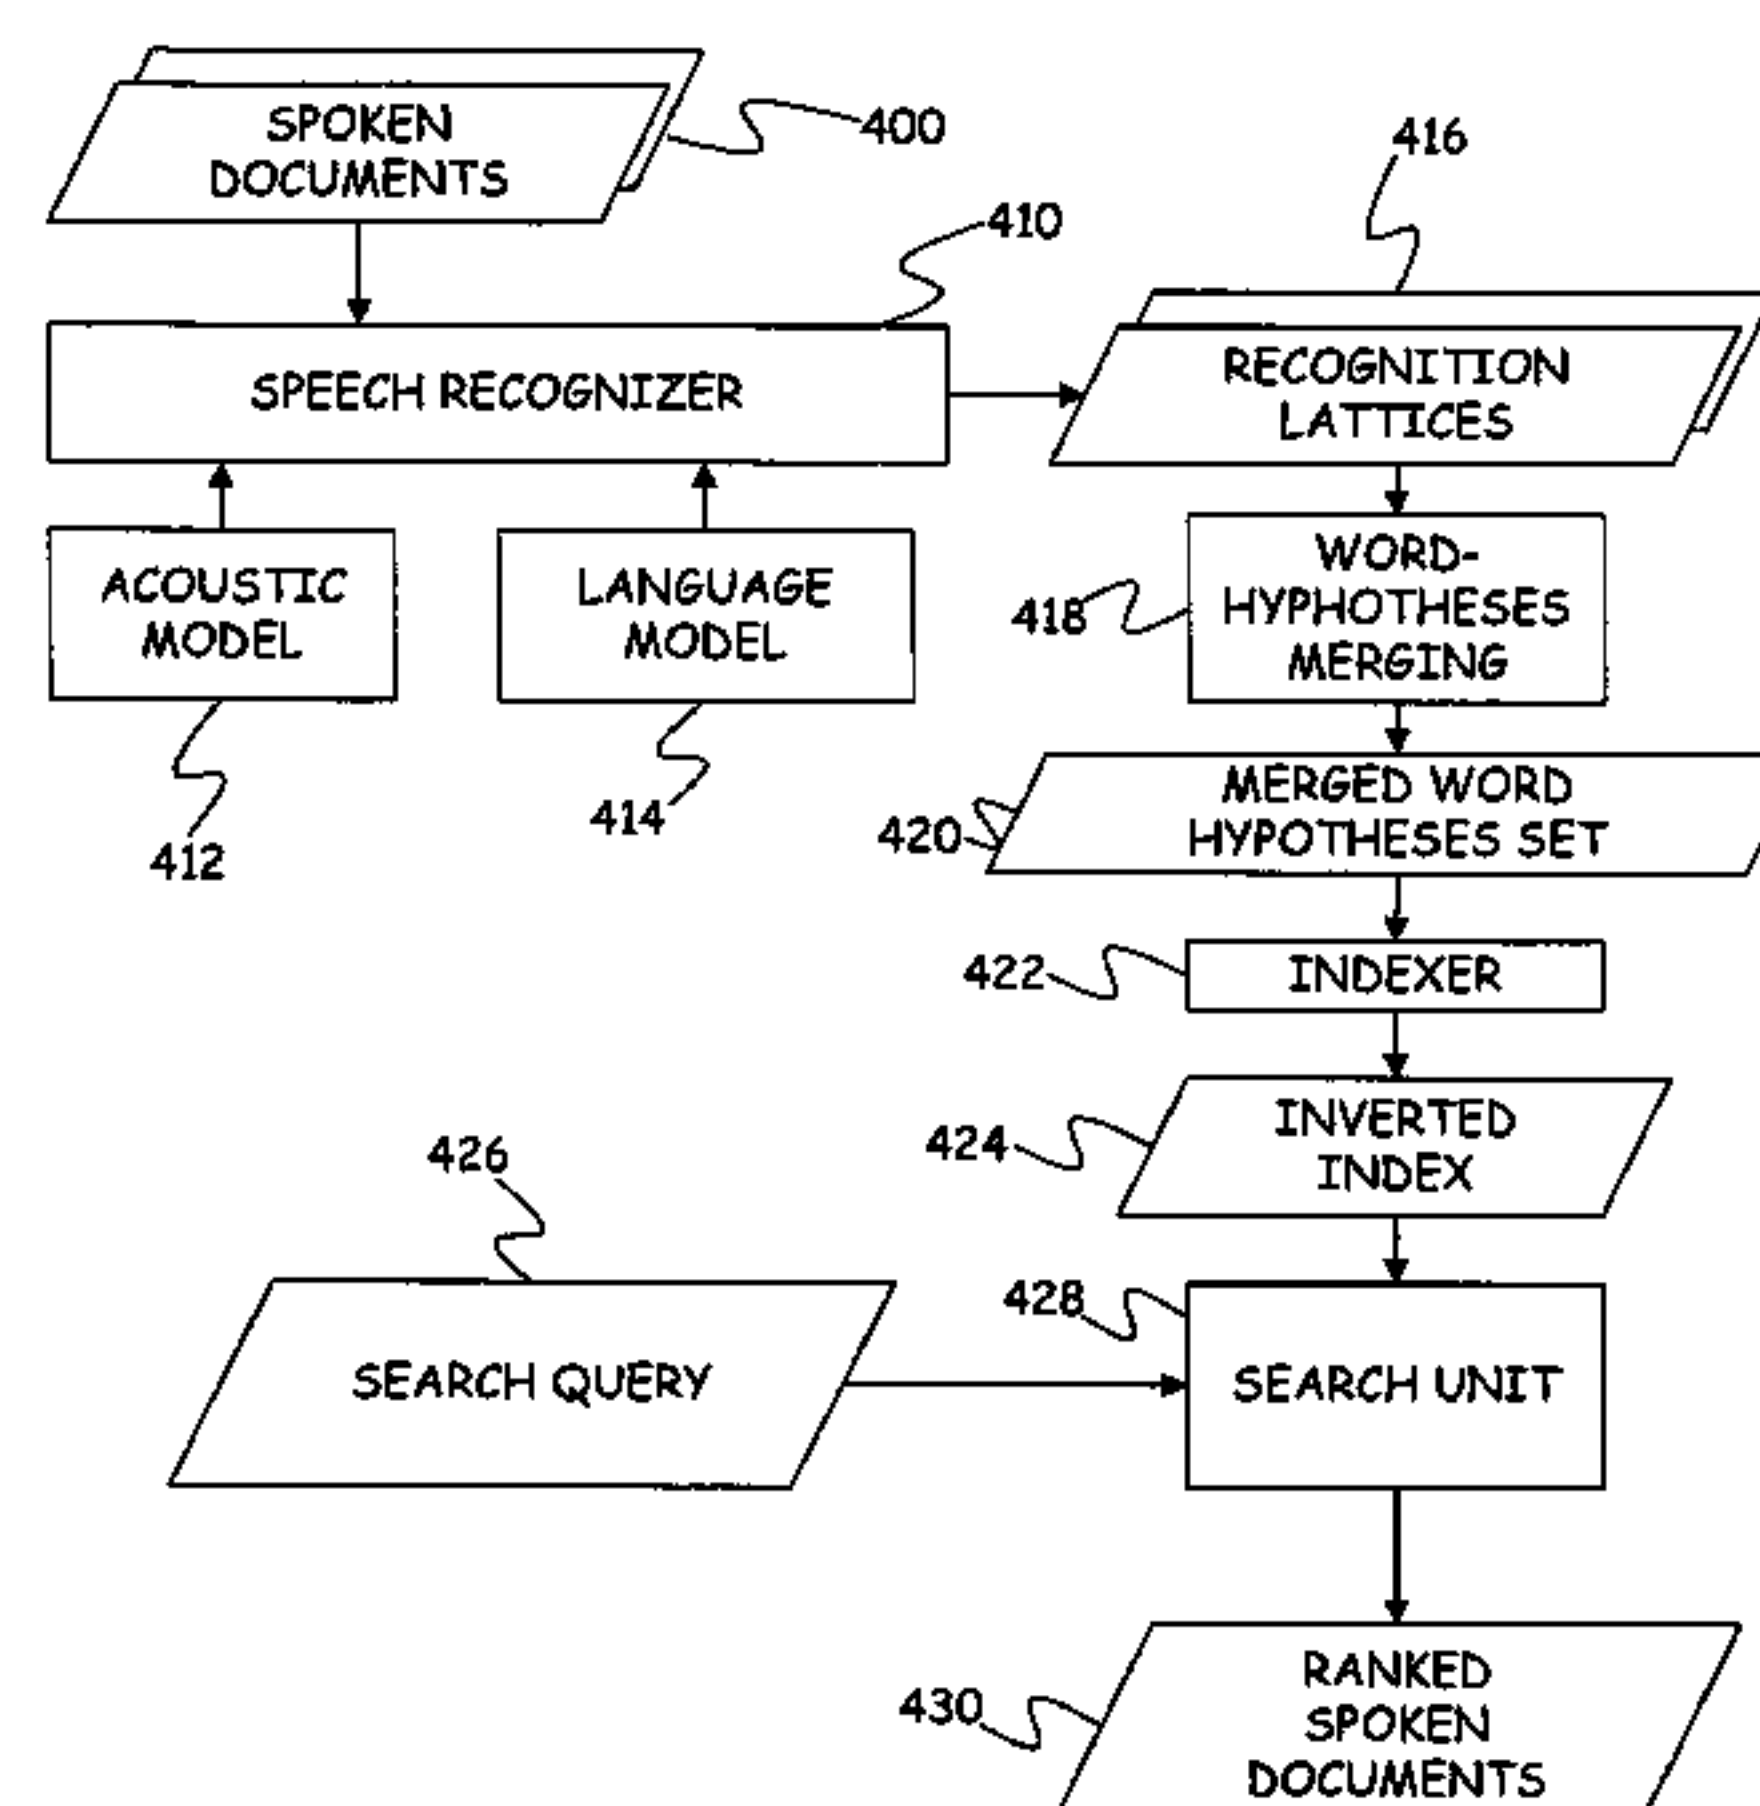 SPOKEN
DOCUMENTS
400
416
410
SPEECH RECOGNIZER
RECOGNITION
LATTICES
ACOUSTIC
MODEL
LANGUAGE
MODEL
418
WORD-
HYPHOTHESES
MERGING
412
414
420
MERGED WORD
HYPOTHESES SET
422
INDEXER
424
INVERTED
INDEX
426
428
SEARCH QUERY
SEARCH UNIT
430
RANKED
SPOKEN
DOCUMENTS